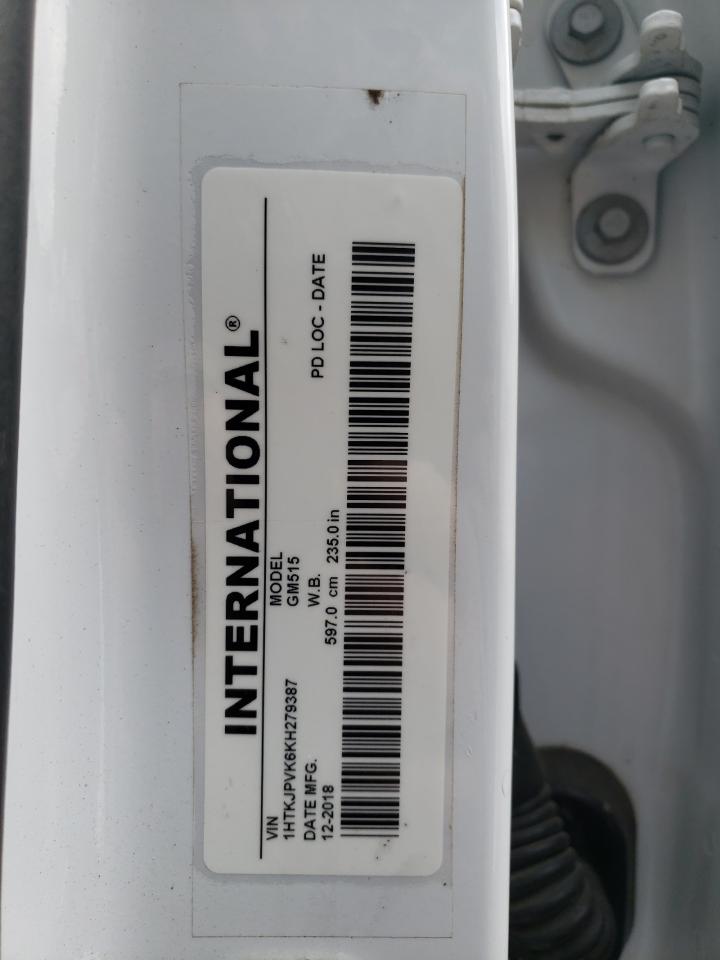 INTERNATIONAL®
VIN
1HTKJPVK6KH279387
MODEL
GM515
DATE MFG.
12-2018
W.B.
597.0 cm 235.0 in
PD LOC - DATE